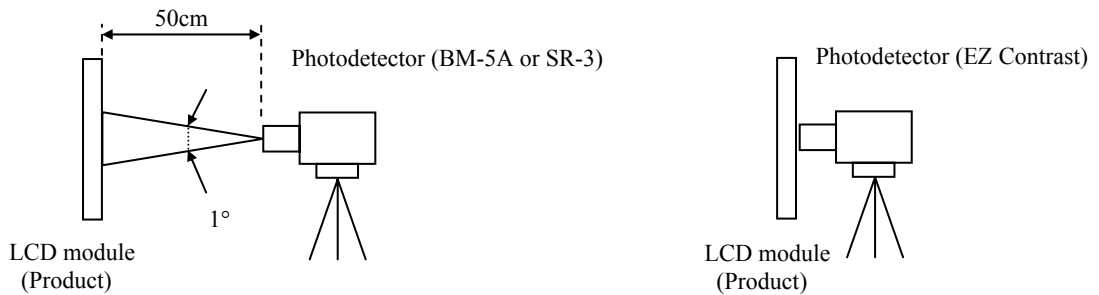 50cm
Photodetector (BM-5A or SR-3)
1°
LCD module
(Product)
Photodetector (EZ Contrast)
LCD module
(Product)